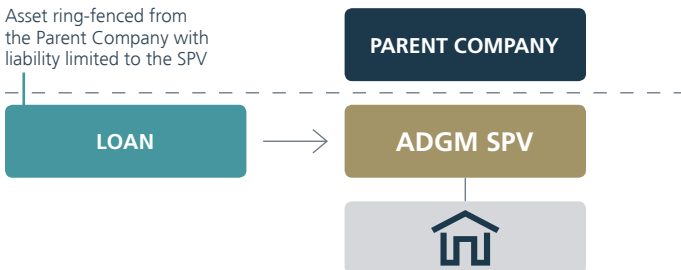 Asset ring-fenced from
the Parent Company with
liability limited to the SPV
PARENT COMPANY
LOAN
ADGM SPV